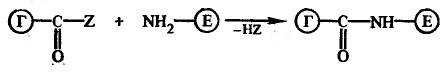 Г—C—Z + NH₂—E —HZ→ Г—C—NH—E
O O